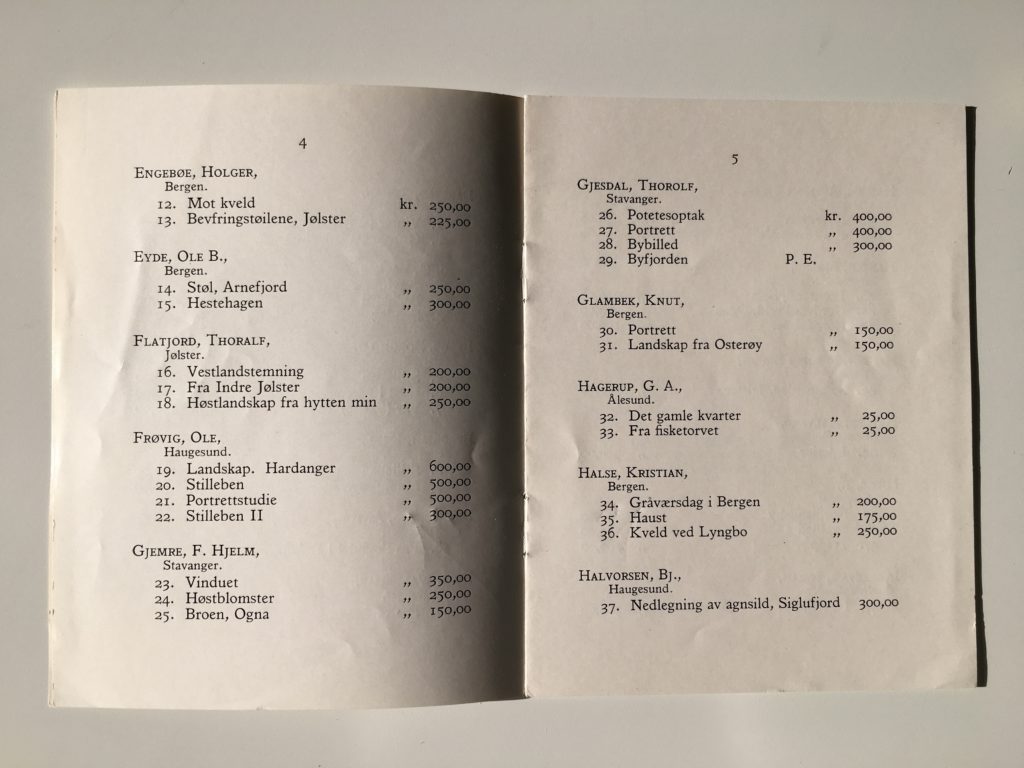 4
ENGEBØE, HOLGER,
Bergen.
12. Mot kveld kr. 250,00
13. Bevfringstøilene, Jølster „ 225,00
EYDE, OLE B.,
Bergen.
14. Støl, Arnefjord „ 250,00
15. Hestehagen „ 300,00
FLATJORD, THORALF,
Jølster.
16. Vestlandstemning „ 200,00
17. Fra Indre Jølster „ 200,00
18. Høstlandskap fra hytten min „ 250,00
FRØVIG, OLE,
Haugesund.
19. Landskap. Hardanger „ 600,00
20. Stilleben „ 500,00
21. Portrettstudie „ 500,00
22. Stilleben II „ 300,00
GJEMRE, F. HJELM,
Stavanger.
23. Vinduet „ 350,00
24. Høstblomster „ 250,00
25. Broen, Ogna „ 150,00
5
GJESDAL, THOROLF,
Stavanger.
26. Potetesoptak kr. 400,00
27. Portrett „ 400,00
28. Bybilled „ 300,00
29. Byfjorden P. E.
GLAMBEK, KNUT,
Bergen.
30. Portrett „ 150,00
31. Landskap fra Osterøy „ 150,00
HAGERUP, G. A.,
Ålesund.
32. Det gamle kvarter „ 25,00
33. Fra fisketorvet „ 25,00
HALSE, KRISTIAN,
Bergen.
34. Gråværsdag i Bergen „ 200,00
35. Haust „ 175,00
36. Kveld ved Lyngbo „ 250,00
HALVORSEN, BJ.,
Haugesund.
37. Nedlegning av agnsild, Siglufjord 300,00